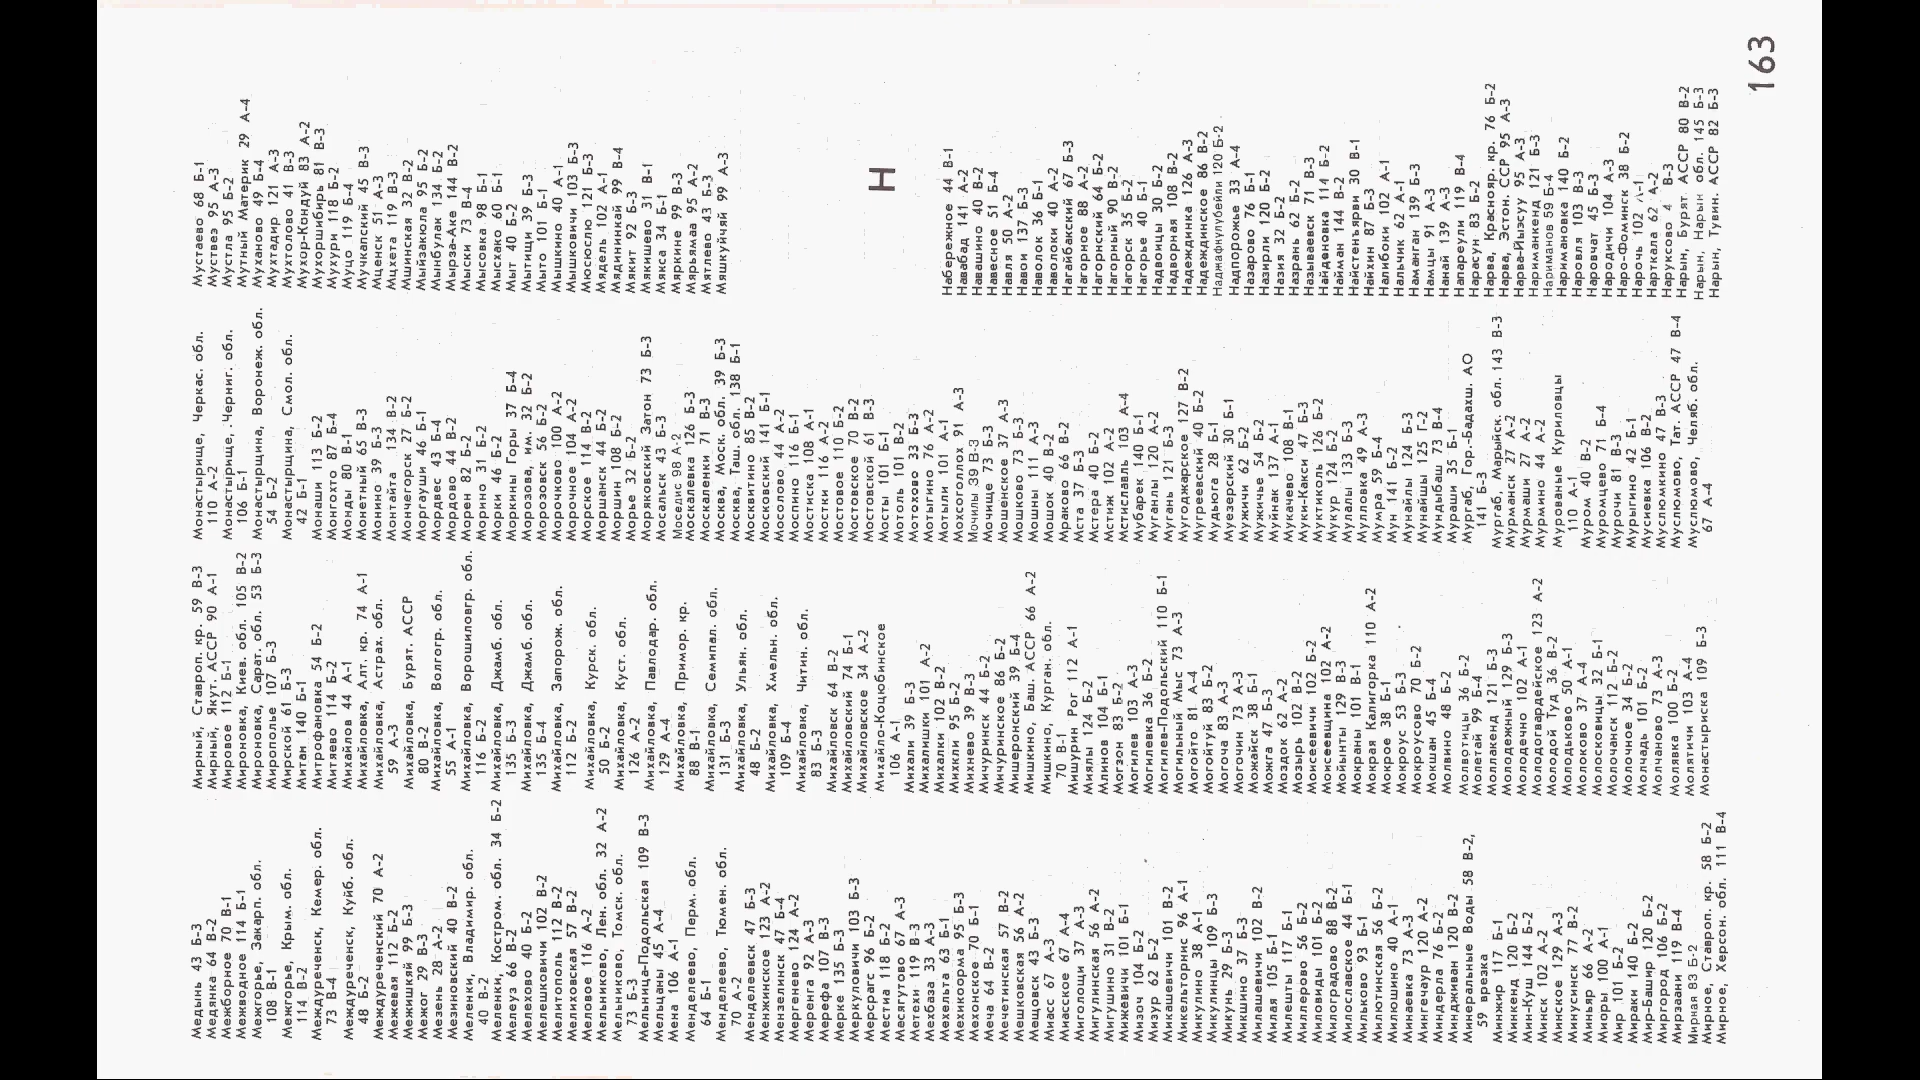 Медынь 43 Б-3
Медянка 64 В-2
Межборное 70 В-1
Межводное 114 Б-1
Межгорье, Закарп. обл.
108 В-1
Межгорье, Крым. обл.
114 В-2
Междуреченск, Кемер. обл.
73 В-4
Междуреченск, Куйб. обл.
48 Б-2
Междуреченский 70 А-2
Межевая 112 Б-2
Межишкяй 99 Б-3
Межог 29 В-3
Мезень 28 А-2
Мезиновский 40 В-2
Меленки, Владимир. обл.
40 В-2
Меленки, Костром. обл. 34 Б-2
Мелеуз 66 В-2
Мелехово 40 Б-2
Мелешковичи 102 В-2
Мелитополь 112 В-2
Мелиховская 57 В-2
Меловое 116 А-2
Мельниково, Лен. обл. 32 А-2
Мельниково, Томск. обл.
73 Б-3
Мельница-Подольская 109 В-3
Мельцаны 45 А-4
Мена 106 А-1
Менделеево, Перм. обл.
64 Б-1
Менделеево, Тюмен. обл.
70 А-2
Менделеевск 47 Б-3
Менжинское 123 А-2
Мензелинск 47 Б-4
Мергенево 124 А-2
Меренга 92 А-3
Мерефа 107 В-3
Мерке 135 Б-3
Меркуловичи 103 Б-3
Мерсрагс 96 Б-2
Местиа 118 Б-2
Месягутово 67 А-3
Метехи 119 В-3
Мехбаза 33 А-3
Мехельта 63 Б-1
Мехикоорма 95 Б-3
Мехонское 70 Б-1
Меча 64 В-2
Мечетинская 57 В-2
Мешковская 56 А-2
Мещовск 43 Б-3
Миасс 67 А-3
Миасское 67 А-4
Миголощи 37 А-3
Мигулинская 56 А-2
Мигушино 31 В-2
Мижевичи 101 Б-1
Мизоч 104 Б-2
Мизур 62 Б-2
Микашевичи 101 В-2
Микельторнис 96 А-1
Микулино 38 А-1
Микулинцы 109 Б-3
Микунь 29 Б-3
Микшино 37 Б-3
Милашевичи 102 В-2
Милая 105 Б-1
Милешты 117 Б-1
Миллерово 56 Б-2
Миловиды 101 Б-2
Милоградово 88 В-2
Милославское 44 Б-1
Мильково 93 Б-1
Милютинская 56 Б-2
Милюшино 40 А-1
Минаевка 73 А-3
Мингечаур 120 А-2
Миндерла 76 Б-2
Миндживан 120 В-2
Минеральные Воды 58 В-2,
59 врезка
Минжир 117 Б-1
Минкенд 120 Б-2
Мин-Куш 144 Б-2
Минск 102 А-2
Минское 129 А-3
Минусинск 77 В-2
Миньяр 66 А-2
Миоры 100 А-1
Мир 101 Б-2
Мираки 140 Б-2
Мир-Башир 120 Б-2
Миргород 106 Б-2
Мирзаани 119 В-4
Мирная 83 Б-2
Мирное, Ставроп. кр. 58 Б-2
Мирное, Херсон. обл. 111 В-4
Мирный, Ставроп. кр. 59 В-3
Мирный, Якут. АССР 90 А-1
Мировое 112 Б-1
Мироновка, Киев. обл. 105 В-2
Мироновка, Сарат. обл. 53 Б-3
Мирополье 107 Б-3
Мирской 61 Б-3
Митан 140 Б-1
Митрофановка 54 Б-2
Митяево 114 Б-2
Михайлов 44 А-1
Михайловка, Алт. кр. 74 А-1
Михайловка, Астрах. обл.
59 А-3
Михайловка, Бурят. АССР
80 В-2
Михайловка, Волгогр. обл.
55 А-1
Михайловка, Ворошиловгр. обл.
116 Б-2
Михайловка, Джамб. обл.
135 Б-3
Михайловка, Джамб. обл.
135 Б-4
Михайловка, Запорож. обл.
112 Б-2
Михайловка, Курск. обл.
50 Б-2
Михайловка, Куст. обл.
126 А-2
Михайловка, Павлодар. обл.
129 А-4
Михайловка, Примор. кр.
88 В-1
Михайловка, Семипал. обл.
131 Б-3
Михайловка, Ульян. обл.
48 Б-2
Михайловка, Хмельн. обл.
109 Б-4
Михайловка, Читин. обл.
83 Б-3
Михайловск 64 В-2
Михайловский 74 Б-1
Михайловское 34 А-2
Михайло-Коцюбинское
106 А-1
Михали 39 Б-3
Михалишки 101 А-2
Михалки 102 В-2
Михкли 95 Б-2
Михнево 39 В-3
Мичуринск 44 Б-2
Мичуринское 86 В-2
Мишеронский 39 Б-4
Мишкино, Баш. АССР 66 А-2
Мишкино, Курган. обл.
70 В-1
Мишурин Рог 112 А-1
Миялы 124 Б-2
Млинов 104 Б-1
Могзон 83 Б-2
Могилев 103 А-3
Могилевка 36 Б-2
Могилев-Подольский 110 Б-1
Могильный Мыс 73 А-3
Могойто 81 А-4
Могойтуй 83 Б-2
Могоча 83 А-3
Могочин 73 А-3
Можайск 38 Б-1
Можга 47 Б-3
Моздок 62 А-2
Мозырь 102 В-2
Моисеевичи 102 Б-2
Моисеевщина 102 А-2
Мойынты 129 В-3
Мокраны 101 В-1
Мокрая Калигорка 110 А-2
Мокрое 38 Б-1
Мокроус 53 Б-3
Мокроусово 70 Б-2
Мокшан 45 Б-4
Молвино 48 Б-2
Молвотицы 36 Б-2
Молетай 99 Б-4
Моллакенд 121 Б-3
Молодежный 129 Б-3
Молодечно 102 А-1
Молодогвардейское 123 А-2
Молодой Туд 36 В-2
Молодьково 50 А-1
Молоково 37 А-4
Молосковицы 32 Б-1
Молочанск 112 Б-2
Молочное 34 Б-2
Молчадь 101 Б-2
Молчаново 73 А-3
Молявка 100 Б-2
Молятичи 103 А-4
Монастыриска 109 Б-3
Монастырище, Черкас. обл.
110 А-2
Монастырище, Черниг. обл.
106 Б-1
Монастырщина, Воронеж. обл.
54 Б-2
Монастырщина, Смол. обл.
42 Б-1
Монаши 113 Б-2
Монгохто 87 Б-4
Монды 80 В-1
Монетный 65 В-3
Монино 39 Б-3
Монтайта 134 В-2
Мончегорск 27 Б-2
Моргауши 46 Б-1
Мордвес 43 Б-4
Мордово 44 В-2
Морен 82 Б-2
Морино 31 Б-2
Морки 46 Б-2
Моркины Горы 37 Б-4
Морозова, им. 32 Б-2
Морозовск 56 Б-2
Морочково 100 А-2
Морочное 104 А-2
Морское 114 В-2
Моршанск 44 Б-2
Моршин 108 Б-2
Морье 32 Б-2
Моряковский Затон 73 Б-3
Мосальск 43 Б-3
Моседис 98 А-2
Москалевка 126 Б-3
Москаленки 71 В-3
Москва, Моск. обл. 39 Б-3
Москва, Таш. обл. 138 Б-1
Москвитино 85 В-2
Московский 141 Б-1
Мосолово 44 А-2
Моспино 116 Б-1
Мостиска 108 А-1
Мостки 116 А-2
Мостовое 110 Б-2
Мостовское 70 В-2
Мостовской 61 В-3
Мосты 101 Б-1
Мотоль 101 В-2
Мотохово 33 Б-3
Мотыгино 76 А-2
Мотыли 101 А-1
Мохсоголлох 91 А-3
Мочилы 39 В-3
Мочище 73 Б-3
Мошенское 37 А-3
Мошково 73 Б-3
Мошны 111 А-3
Мошок 40 В-2
Мраково 66 В-2
Мста 37 Б-3
Мстера 40 Б-2
Мстиж 102 А-2
Мстиславль 103 А-4
Мубарек 140 Б-1
Муганлы 120 А-2
Мугань 121 Б-3
Мугоджарское 127 В-2
Мугреевский 40 Б-2
Мудьюга 28 Б-1
Муезерский 30 Б-1
Мужичи 62 Б-2
Мужичье 54 Б-2
Муйнак 137 А-1
Мукачево 108 В-1
Муки-Какси 47 Б-3
Муктиколь 126 Б-2
Мукур 124 Б-2
Мулалы 133 Б-3
Мулловка 49 А-3
Мумра 59 Б-4
Мун 141 Б-2
Мунайлы 124 Б-3
Мунайшы 125 Г-2
Мундыбаш 73 В-4
Мураши 35 Б-1
Мургаб, Гор.-Бадахш. АО
141 Б-3
Мургаб, Марыйск. обл. 143 В-3
Мурманск 27 А-2
Мурмаши 27 А-2
Мурмино 44 А-2
Мурованые Куриловцы
110 А-1
Муром 40 В-2
Муромцево 71 Б-4
Мурочи 81 В-3
Мурыгино 42 Б-1
Мусиевка 106 В-2
Муслюмкино 47 В-3
Муслюмово, Тат. АССР 47 В-4
Муслюмово, Челяб. обл.
67 А-4
Мустаево 68 Б-1
Муствеэ 95 А-3
Мустла 95 Б-2
Мутный Материк 29 А-4
Муханово 49 Б-4
Мухтадир 121 А-3
Мухтолово 41 В-3
Мухор-Кондуй 83 А-2
Мухоршибирь 81 В-3
Мухури 118 Б-2
Муцо 119 Б-4
Мучкапский 45 В-3
Мценск 51 А-3
Мцхета 119 В-3
Мшинская 32 В-2
Мыйзакюла 95 Б-2
Мынбулак 134 Б-2
Мырза-Аке 144 В-2
Мыски 73 В-4
Мысовка 98 Б-1
Мысхако 60 Б-1
Мыт 40 Б-2
Мытищи 39 Б-3
Мыто 101 Б-1
Мышкино 40 А-1
Мышковичи 103 Б-3
Мюсюслю 121 Б-3
Мядель 102 А-1
Мядининкай 99 В-4
Мякит 92 Б-3
Мякишево 31 В-1
Мякса 34 Б-1
Мяркине 99 В-3
Мярьямаа 95 А-2
Мятлево 43 Б-3
Мяшкуйчяй 99 А-3
Н
Набережное 44 В-1
Навабад 141 А-2
Навашино 40 В-2
Навесное 51 Б-4
Навля 50 А-2
Навои 137 В-3
Наволок 36 Б-1
Наволоки 40 А-2
Нагайбакский 67 Б-3
Нагорное 88 А-2
Нагорный 90 Б-2
Нагорнский 64 Б-2
Нагорск 35 Б-2
Нагорье 40 Б-1
Надвоицы 30 Б-2
Надворная 108 В-2
Надеждинка 126 А-3
Надеждинское 86 В-2
Наджафкулубейли 120 Б-2
Надпорожье 33 А-4
Назарово 76 Б-1
Назирли 120 Б-2
Назия 32 Б-2
Назрань 62 Б-2
Называевск 71 В-3
Найденовка 114 Б-2
Найман 144 В-2
Найстенъярви 30 В-1
Найхин 87 Б-3
Налибоки 102 А-1
Нальчик 62 А-1
Наманган 139 Б-3
Намцы 91 А-3
Нанай 139 А-3
Напареули 119 В-4
Нарасун 83 Б-2
Нарва, Краснояр. кр. 76 Б-2
Нарва, Эстон. ССР 95 А-3
Нарва-Йыэсуу 95 А-3
Нариманкенд 121 Б-3
Нариманов 59 Б-4
Наримановка 140 Б-2
Наровля 103 В-3
Наровчат 45 Б-3
Народичи 104 А-3
Наро-Фоминск 38 Б-2
Нарочь 102 А-1
Нарткала 62 А-2
Наруксово 4 В-3
Нарын, Бурят. АССР 80 В-2
Нарын, Нарын обл. 145 Б-3
Нарын, Тувин. АССР 82 Б-3
163